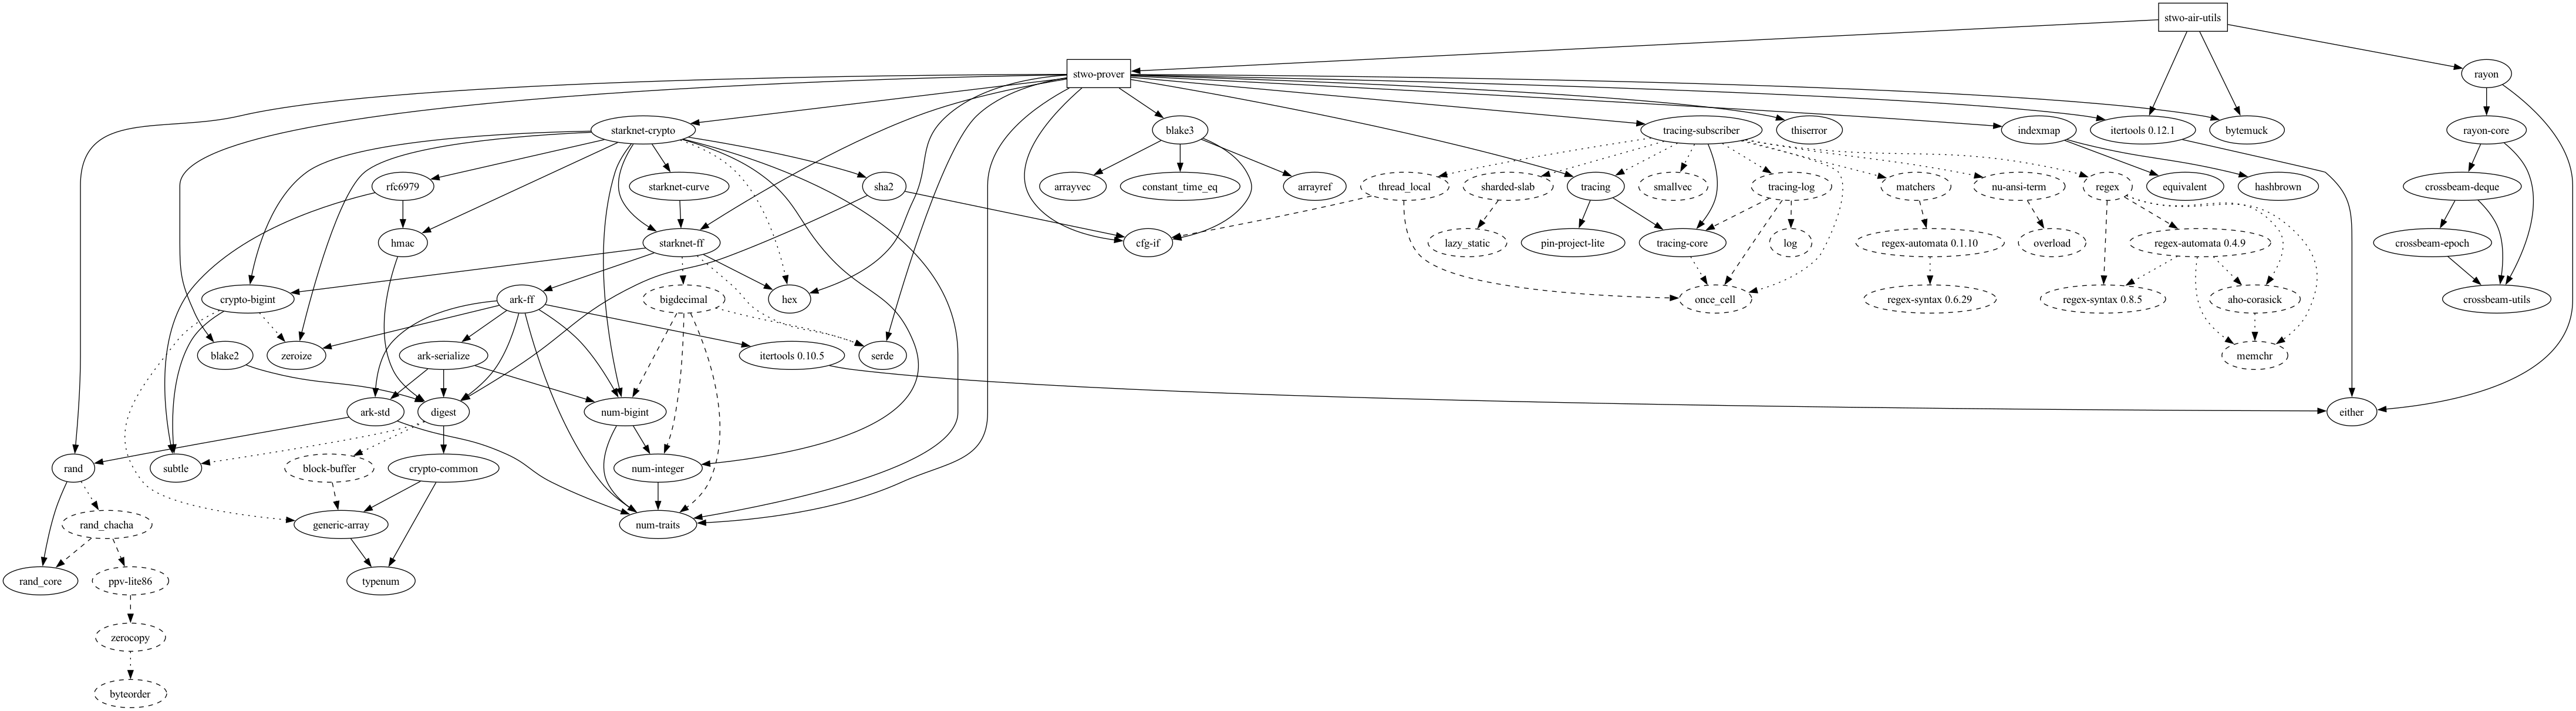 stwo-air-utils
stwo-prover
rayon
starknet-crypto
blake3
tracing-subscriber
thiserror
indexmap
itertools 0.12.1
bytemuck
rayon-core
rfc6979
starknet-curve
sha2
arrayvec
constant_time_eq
arrayref
thread_local
sharded-slab
tracing
smallvec
tracing-log
matchers
nu-ansi-term
regex
equivalent
hashbrown
crossbeam-deque
hmac
starknet-ff
cfg-if
lazy_static
pin-project-lite
tracing-core
log
regex-automata 0.1.10
overload
regex-automata 0.4.9
crossbeam-epoch
crypto-bigint
ark-ff
bigdecimal
hex
once_cell
regex-syntax 0.6.29
regex-syntax 0.8.5
aho-corasick
crossbeam-utils
blake2
zeroize
ark-serialize
itertools 0.10.5
serde
memchr
ark-std
digest
num-bigint
either
rand
subtle
block-buffer
crypto-common
num-integer
rand_chacha
generic-array
num-traits
rand_core
ppv-lite86
typenum
zerocopy
byteorder